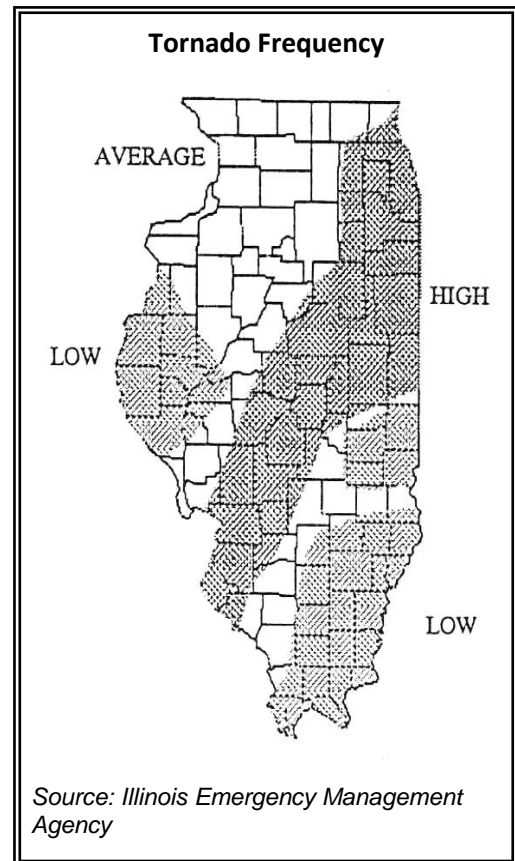 Tornado Frequency
AVERAGE
HIGH
LOW
LOW
Source: Illinois Emergency Management
Agency